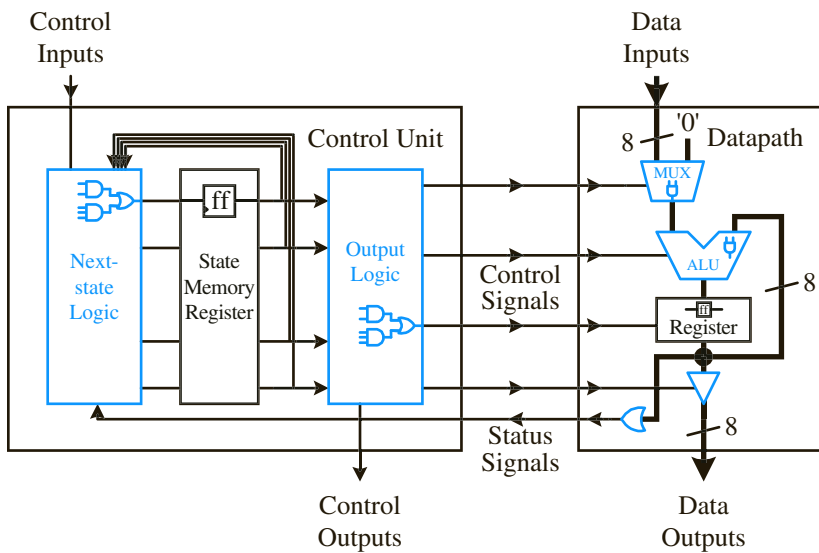 Control
Inputs
Data
Inputs
Control Unit
8
'0'
Datapath
MUX
ff
Next-
state
Logic
State
Memory
Register
Output
Logic
ALU
Control
Signals
8
ff
Register
Status
Signals
8
Control
Outputs
Data
Outputs